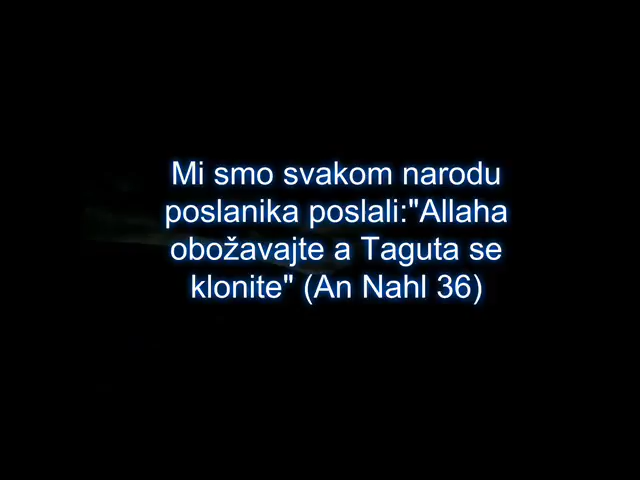 Mi smo svakom narodu
poslanika poslali:"Allaha
obožavajte a Taguta se
klonite" (An Nahl 36)